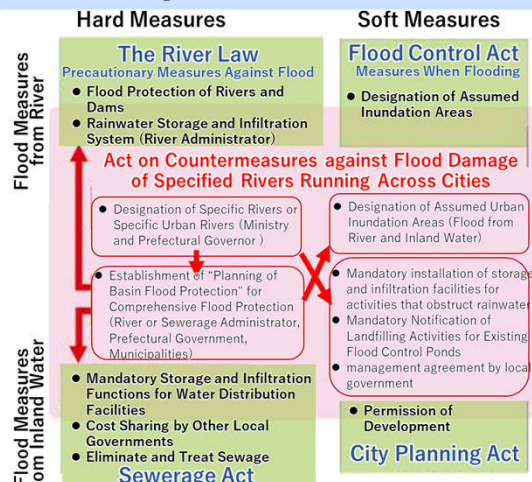 Hard Measures
Soft Measures
Flood Measures
from River
The River Law
Precautionary Measures Against Flood
● Flood Protection of Rivers and
Dams
● Rainwater Storage and Infiltration
System (River Administrator)
Flood Control Act
Measures When Flooding
● Designation of Assumed
Inundation Areas
Act on Countermeasures against Flood Damage
of Specified Rivers Running Across Cities
● Designation of Specific Rivers or
Specific Urban Rivers (Ministry
and Prefectural Governor )
● Establishment of "Planning of
Basin Flood Protection" for
Comprehensive Flood Protection
(River or Sewerage Administrator,
Prefectural Government,
Municipalities)
● Designation of Assumed Urban
Inundation Areas (Flood from
River and Inland Water)
● Mandatory installation of storage
and infiltration facilities for
activities that obstruct rainwater
● Mandatory Notification of
Landfilling Activities for Existing
Flood Control Ponds
● management agreement by local
government
Flood Measures
from Inland Water
● Mandatory Storage and Infiltration
Functions for Water Distribution
Facilities
● Cost Sharing by Other Local
Governments
● Eliminate and Treat Sewage
Sewerage Act
● Permission of
Development
City Planning Act